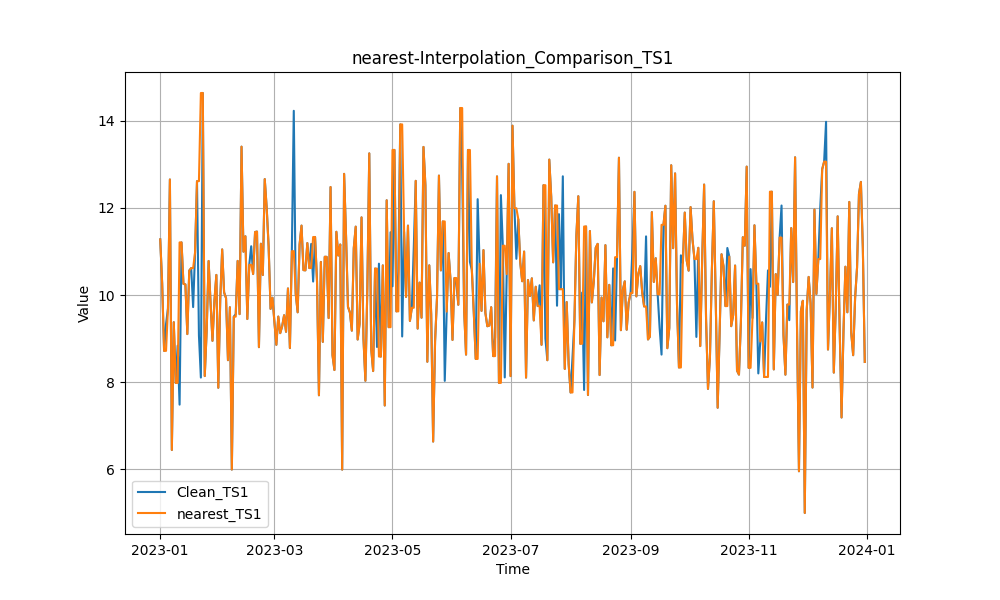 nearest-Interpolation_Comparison_TS1
Value
14
12
10
8
6
Clean_TS1
nearest_TS1
2023-01 2023-03 2023-05 2023-07 2023-09 2023-11 2024-01
Time